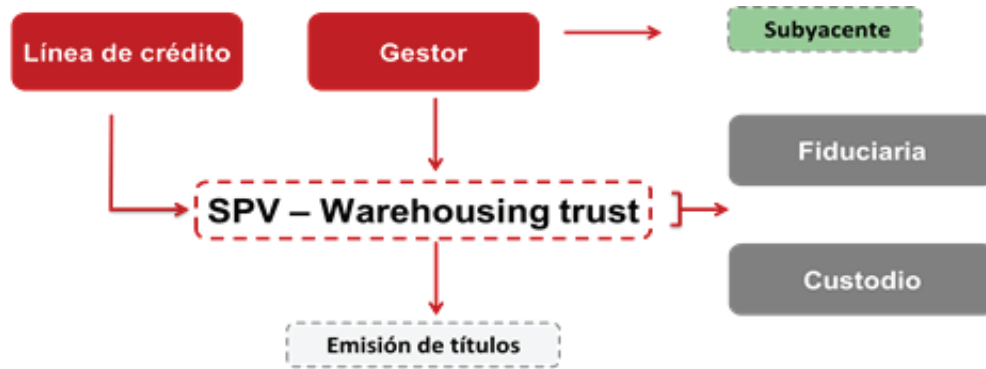 Línea de crédito
Gestor
Subyacente
Fiduciaria
SPV – Warehousing trust
Custodio
Emisión de títulos